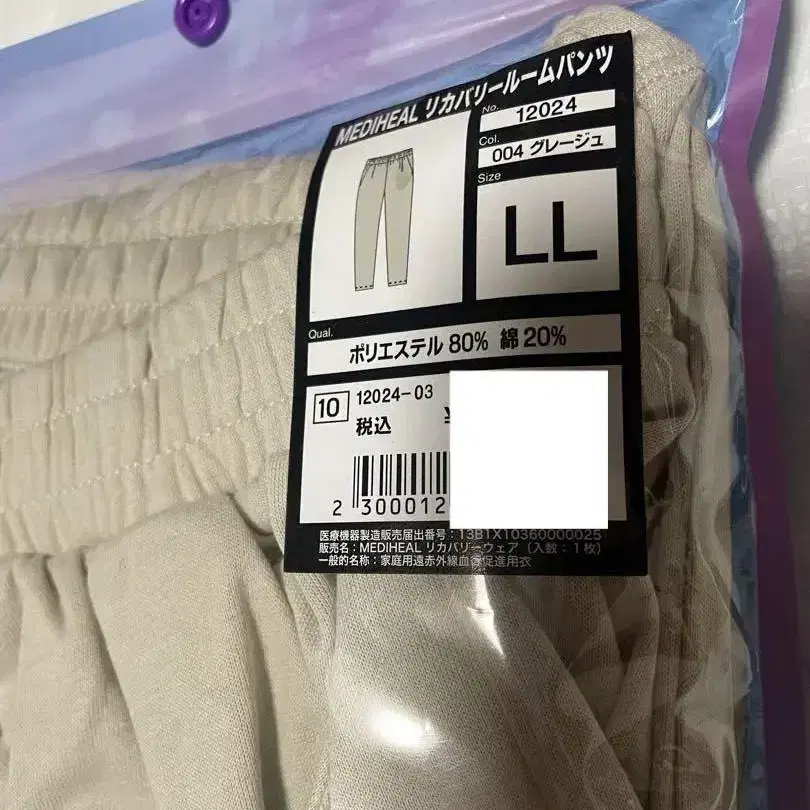 MEDIHEAL リカバリールームパンツ
No.
12024
Col.
004 グレージュ
Size
LL
Qual.
ポリエステル 80% 綿 20%
10
12024-03
税込
2 300012
医療機器製造販売届出番号：13B1X10360000025
販売名：MEDIHEAL リカバリーウェア（入数：1枚）
一般的名称：家庭用遠赤外線血行促進用衣